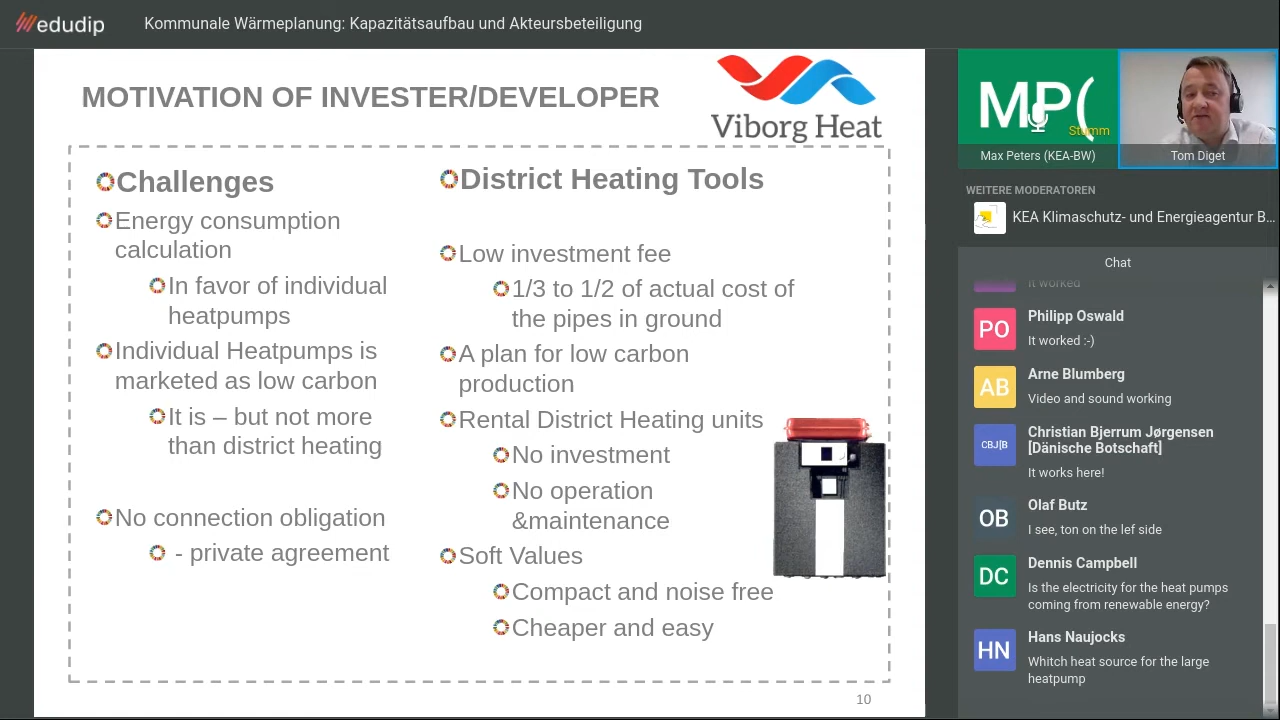 edudip
Kommunale Wärmeplanung: Kapazitätsaufbau und Akteursbeteiligung
MOTIVATION OF INVESTER/DEVELOPER
Viborg Heat
Challenges
Energy consumption
calculation
In favor of individual
heatpumps
Individual Heatpumps is
marketed as low carbon
It is – but not more
than district heating
No connection obligation
- private agreement
District Heating Tools
Low investment fee
1/3 to 1/2 of actual cost of
the pipes in ground
A plan for low carbon
production
Rental District Heating units
No investment
No operation
&maintenance
Soft Values
Compact and noise free
Cheaper and easy
10
MP(
Stumm
Max Peters (KEA-BW)
Tom Diget
WEITERE MODERATOREN
KEA Klimaschutz- und Energieagentur B...
Chat
It worked
PO
Philipp Oswald
It worked :-)
AB
Arne Blumberg
Video and sound working
CBJ[B
Christian Bjerrum Jørgensen
[Dänische Botschaft]
It works here!
OB
Olaf Butz
I see, ton on the lef side
DC
Dennis Campbell
Is the electricity for the heat pumps
coming from renewable energy?
HN
Hans Naujocks
Whitch heat source for the large
heatpump